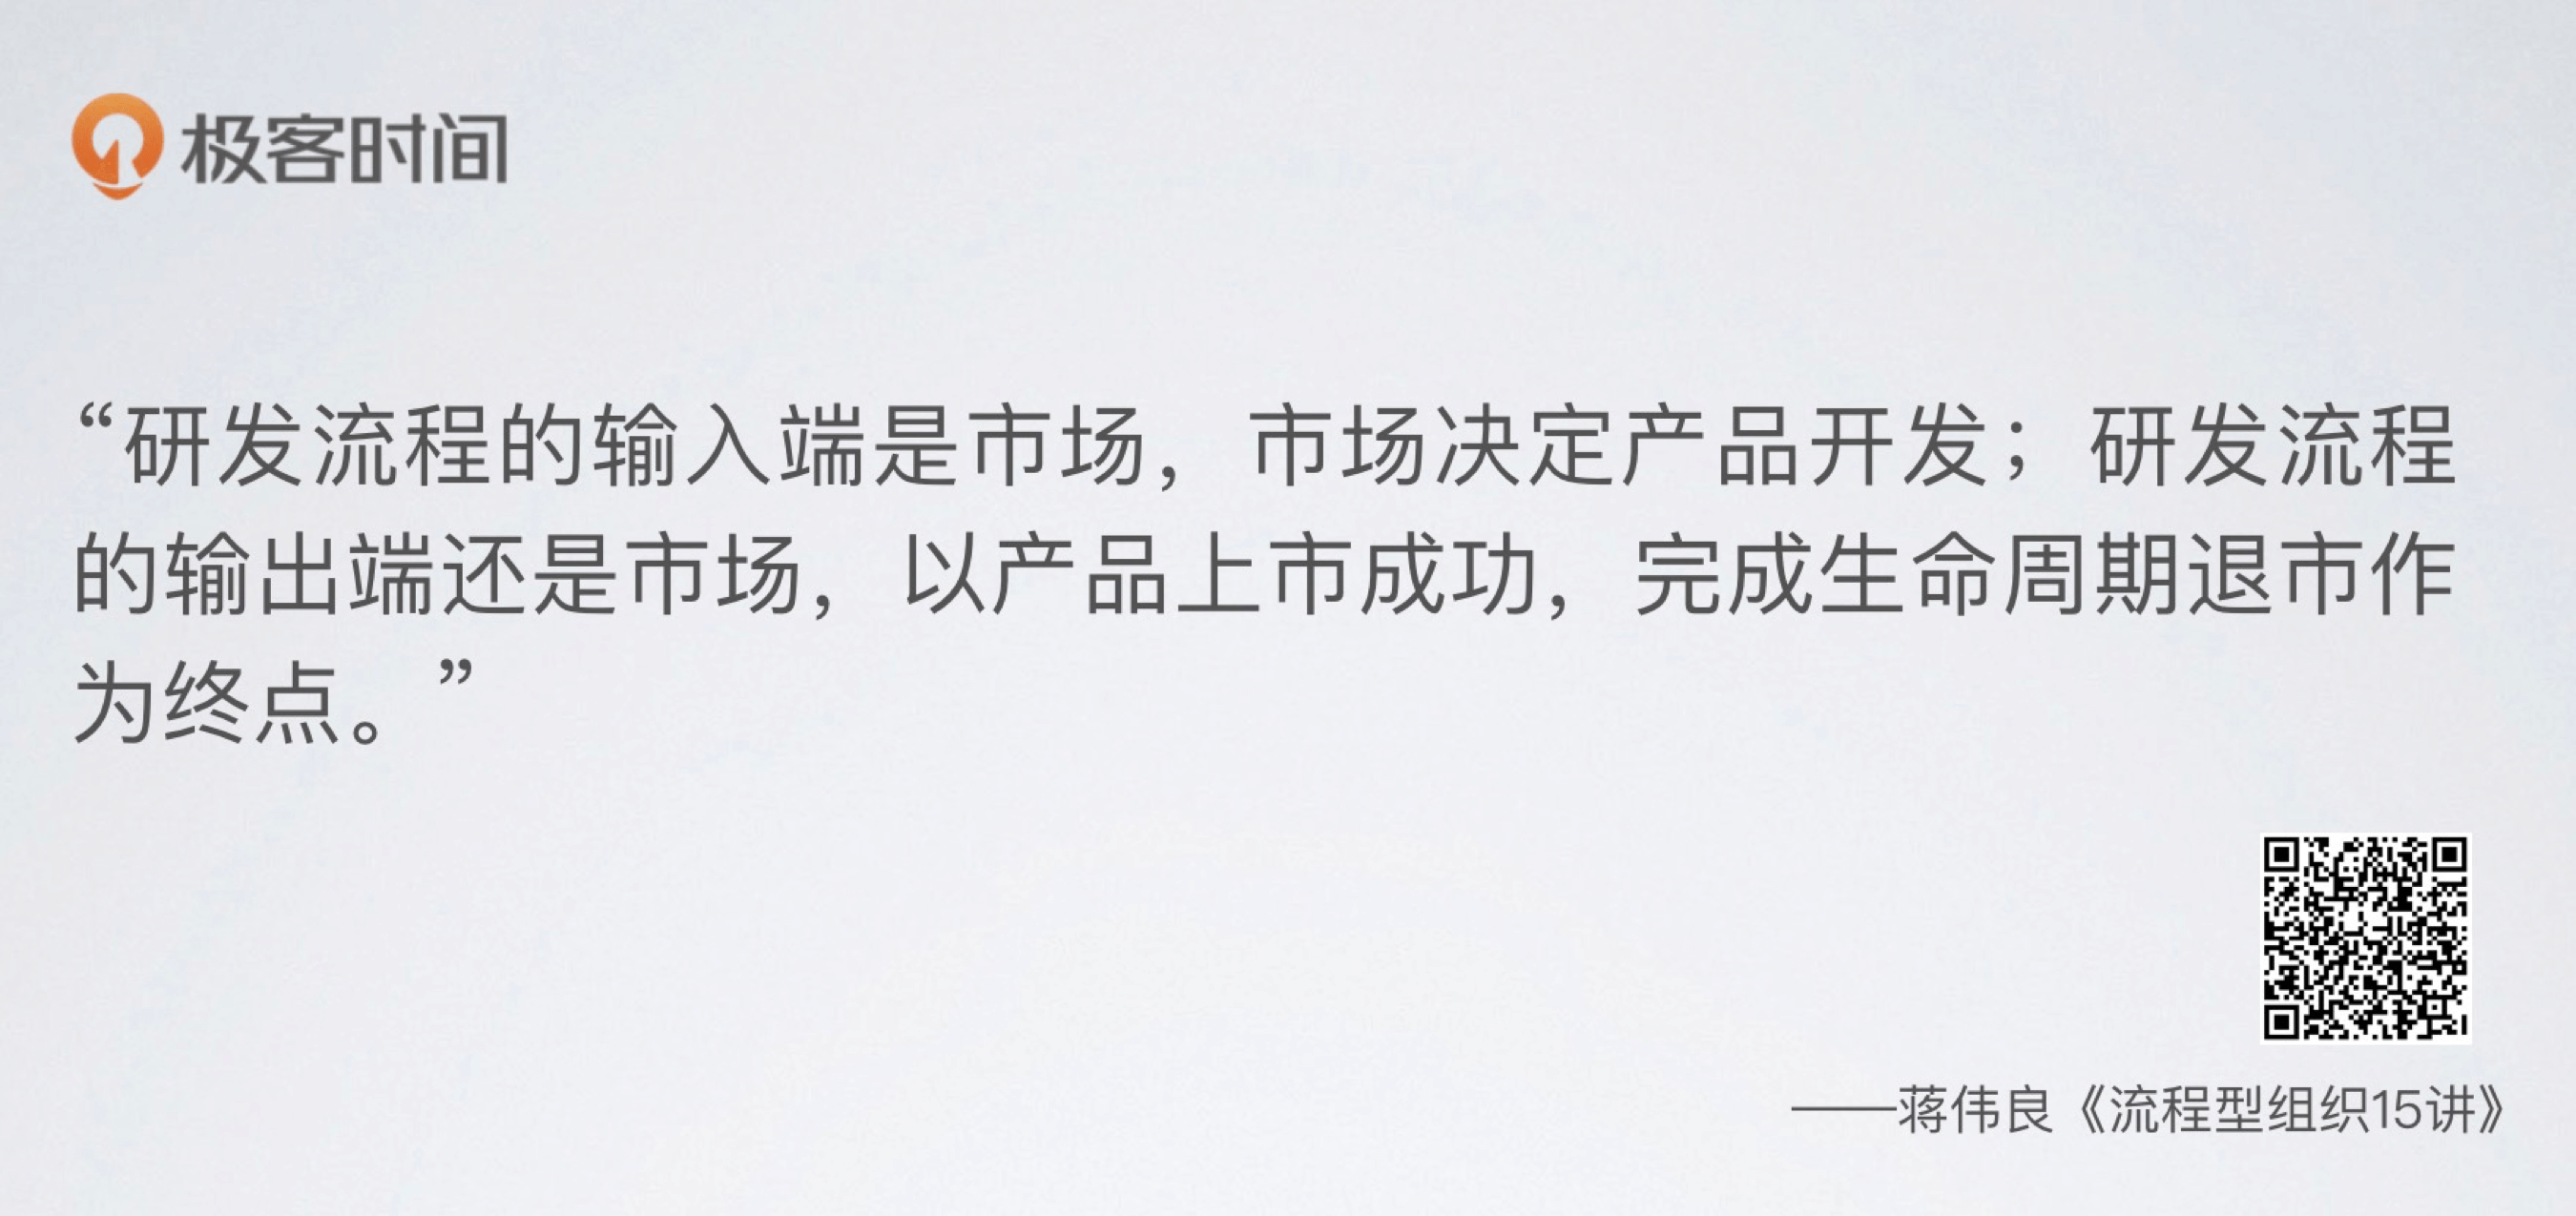 极客时间
“研发流程的输入端是市场，市场决定产品开发；研发流程
的输出端还是市场，以产品上市成功，完成生命周期退市作
为终点。”
——蒋伟良《流程型组织15讲》